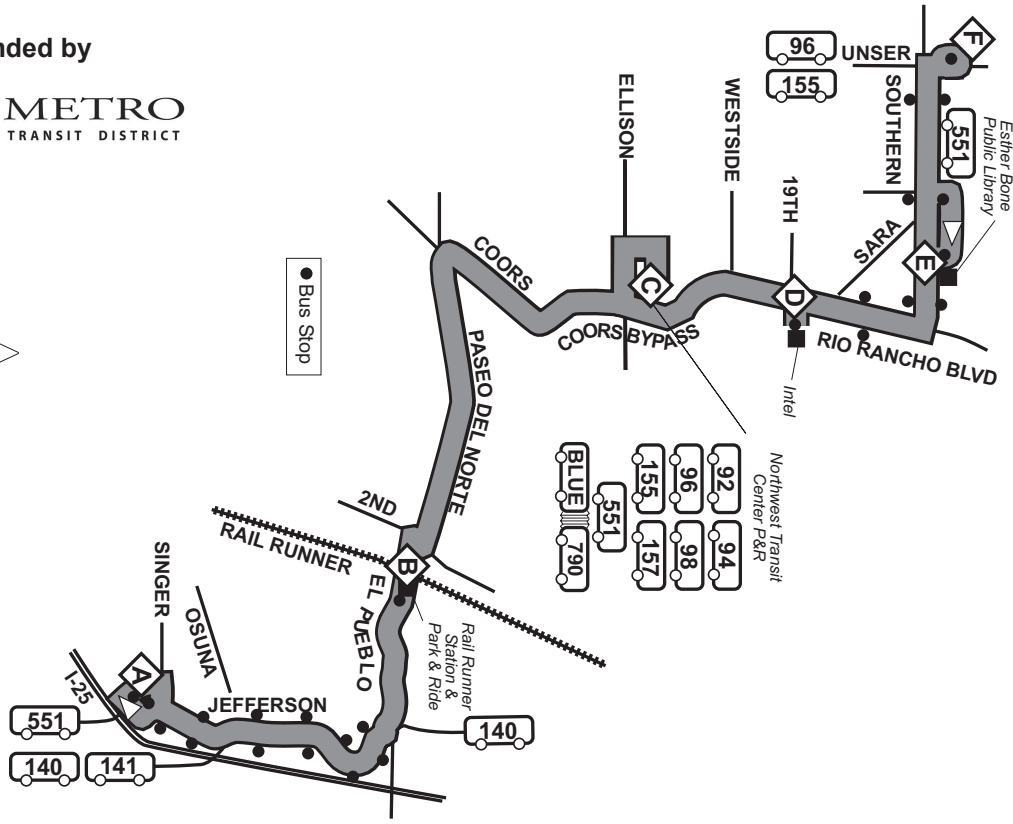 nded by
METRO
TRANSIT DISTRICT
F
96
155
UNSER
SOUTHERN
551
Esther Bone
Public Library
E
SARA
ELLISON
WESTSIDE
19TH
C
D
COORS
COORS BYPASS
RIO RANCHO BLVD
Intel
Bus Stop
PASEO DEL NORTE
Northwest Transit
Center P&R
92
94
96
98
155
157
551
BLUE
790
2ND
RAIL RUNNER
B
EL PUEBLO
Rail Runner
Station &
Park & Ride
SINGER
OSUNA
A
I-25
JEFFERSON
551
140
141
140